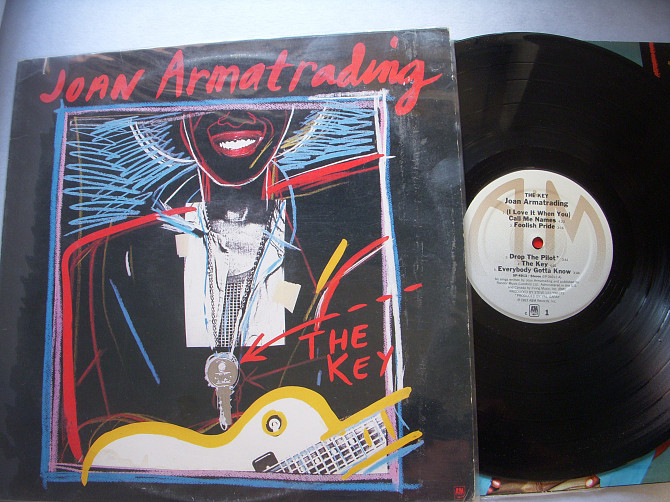 JOAN Armatrading
THE
KEY
THE KEY
Joan Armatrading
(I Love It When You)
Call Me Names
Foolish Pride
Drop The Pilot*
The Key
Everybody Gotta Know
1